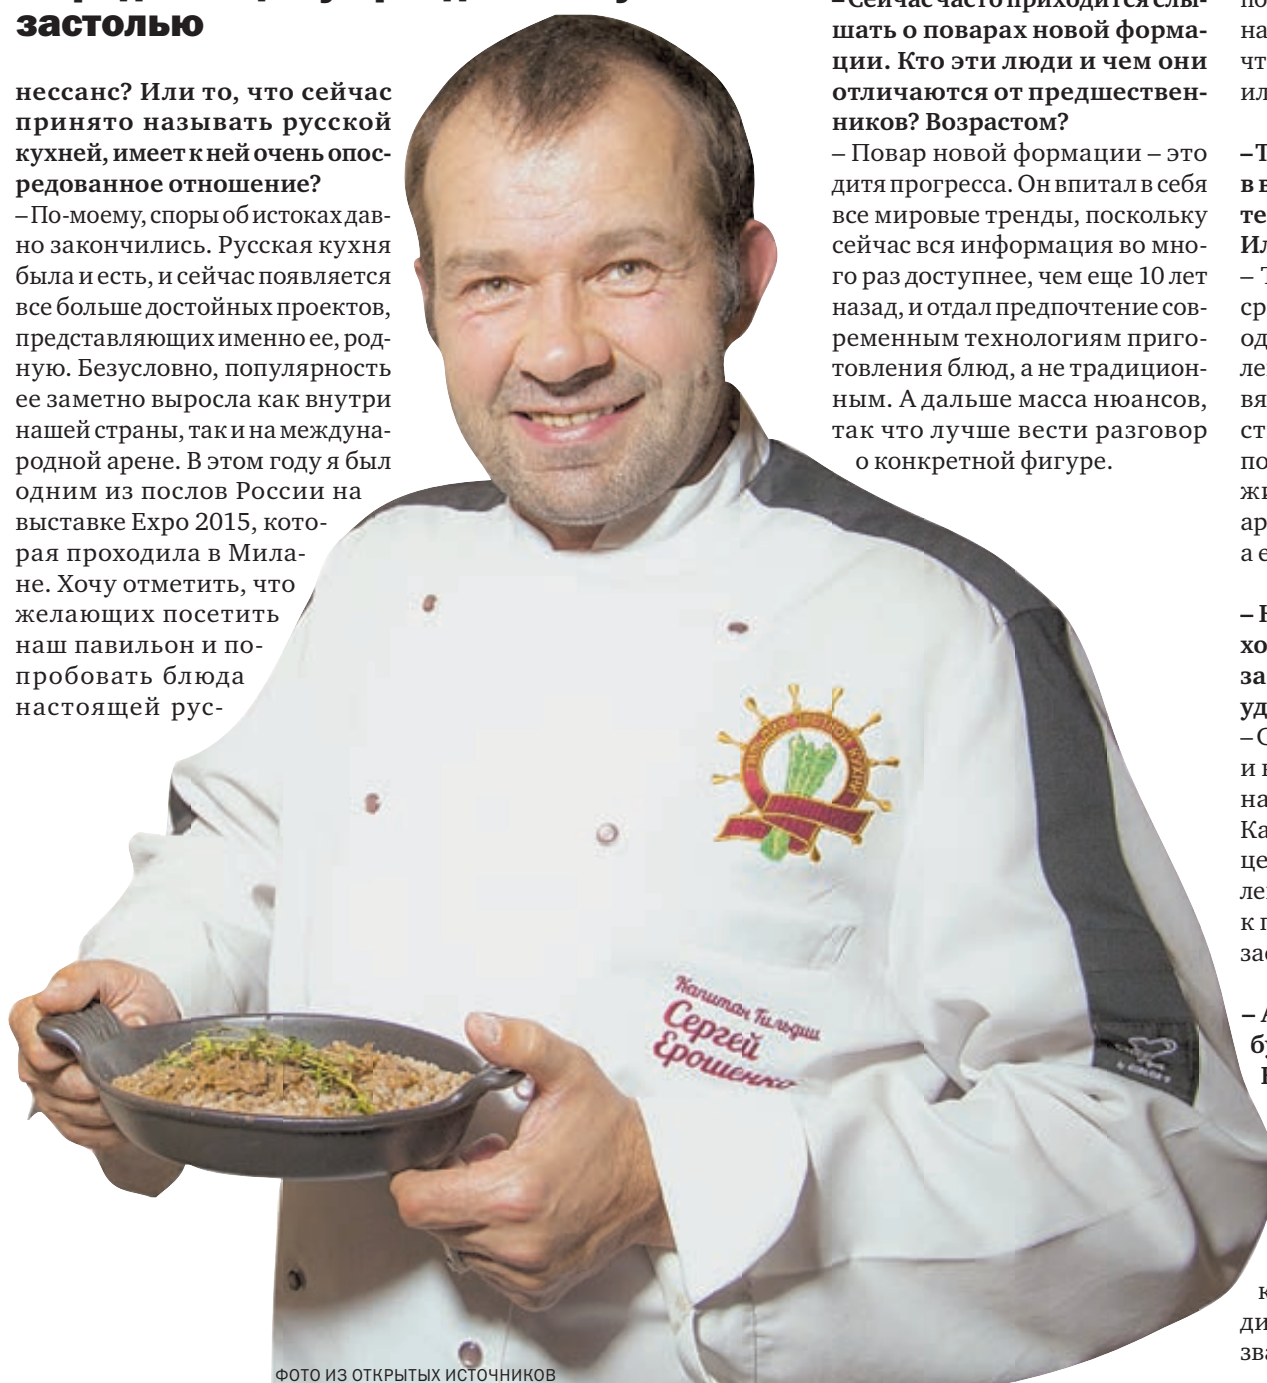 застолью
нессанс? Или то, что сейчас
принято называть русской
кухней, имеет к ней очень опос-
редованное отношение?
– По-моему, споры об истоках дав-
но закончились. Русская кухня
была и есть, и сейчас появляется
все больше достойных проектов,
представляющих именно ее, род-
ную. Безусловно, популярность
ее заметно выросла как внутри
нашей страны, так и на междуна-
родной арене. В этом году я был
одним из послов России на
выставке Expo 2015, кото-
рая проходила в Мила-
не. Хочу отметить, что
желающих посетить
наш павильон и по-
пробовать блюда
настоящей рус-
– Сейчас часто приходится слы-
шать о поварах новой форма-
ции. Кто эти люди и чем они
отличаются от предшествен-
ников? Возрастом?
– Повар новой формации – это
дитя прогресса. Он впитал в себя
все мировые тренды, поскольку
сейчас вся информация во мно-
го раз доступнее, чем еще 10 лет
назад, и отдал предпочтение сов-
ременным технологиям приго-
товления блюд, а не традицион-
ным. А дальше масса нюансов,
так что лучше вести разговор
о конкретной фигуре.
Капитан Гильдии
Сергей
Ерошенко
ФОТО ИЗ ОТКРЫТЫХ ИСТОЧНИКОВ